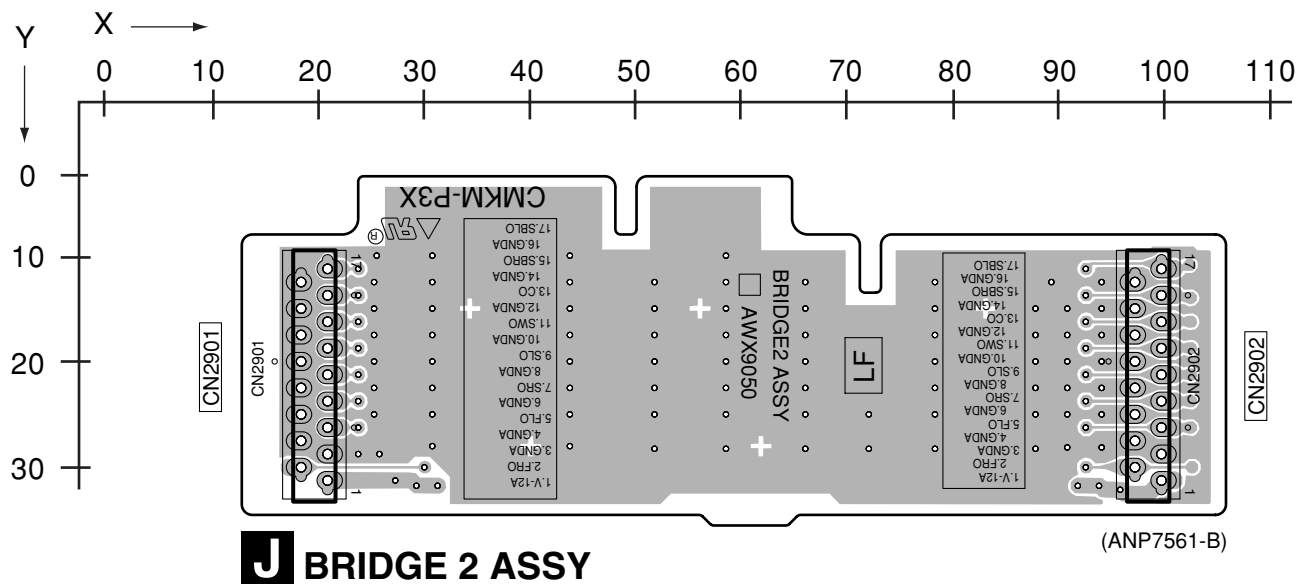 X
Y
0 10 20 30 40 50 60 70 80 90 100 110
0
10
20
30
CMKM-P3X
R
17.SBLO
16.GNDA
15.SBRO
14.GNDA
13.CO
12.GNDA
11.SWO
10.GNDA
9.SLO
8.GNDA
7.SRO
6.GNDA
5.FLO
4.GNDA
3.GNDA
2.FRO
1.V-12A
17
1
CN2901
CN2901
BRIDGE2 ASSY
AWX9050
LF
17.SBLO
16.GNDA
15.SBRO
14.GNDA
13.CO
12.GNDA
11.SWO
10.GNDA
9.SLO
8.GNDA
7.SRO
6.GNDA
5.FLO
4.GNDA
3.GNDA
2.FRO
1.V-12A
17
1
CN2902
CN2902
J BRIDGE 2 ASSY
(ANP7561-B)